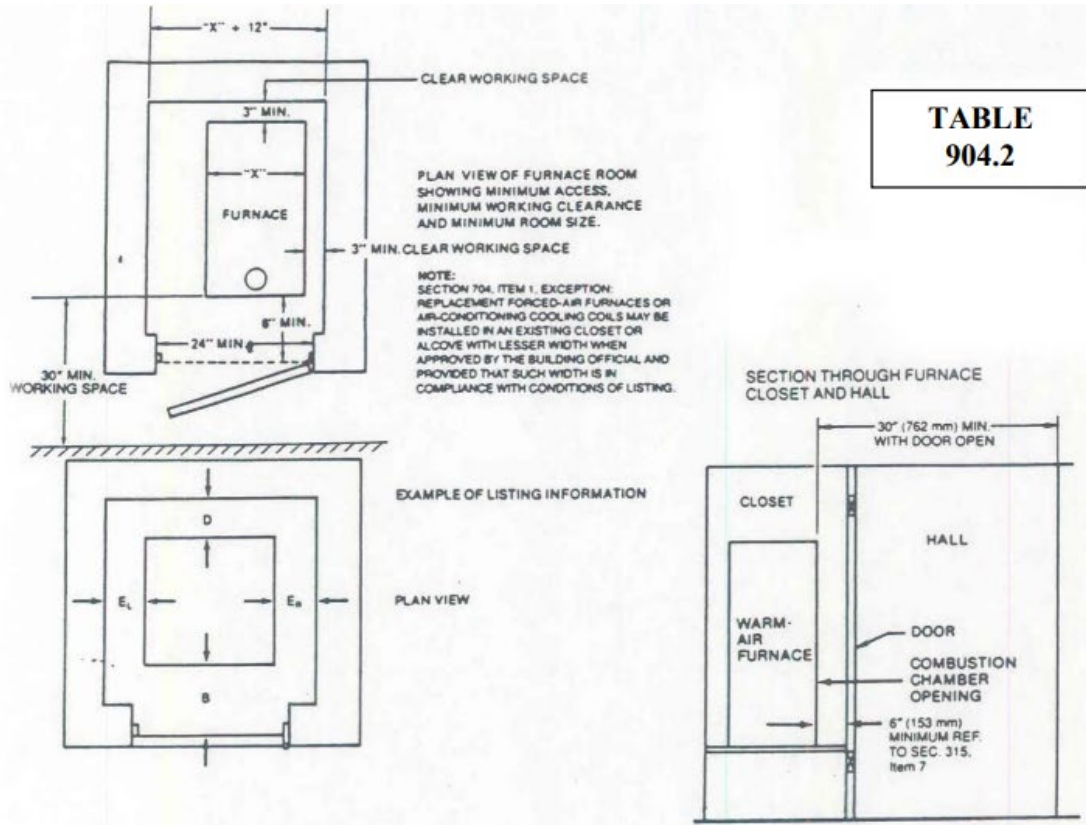 "X" + 12"
CLEAR WORKING SPACE
3" MIN.
TABLE
904.2
"X"
FURNACE
PLAN VIEW OF FURNACE ROOM
SHOWING MINIMUM ACCESS,
MINIMUM WORKING CLEARANCE
AND MINIMUM ROOM SIZE.
3" MIN. CLEAR WORKING SPACE
NOTE:
SECTION 704, ITEM 1, EXCEPTION:
REPLACEMENT FORCED-AIR FURNACES OR
AIR-CONDITIONING COOLING COILS MAY BE
INSTALLED IN AN EXISTING CLOSET OR
ALCOVE WITH LESSER WIDTH WHEN
APPROVED BY THE BUILDING OFFICIAL AND
PROVIDED THAT SUCH WIDTH IS IN
COMPLIANCE WITH CONDITIONS OF LISTING.
6" MIN.
24" MIN.
30" MIN.
WORKING SPACE
SECTION THROUGH FURNACE
CLOSET AND HALL
30" (762 mm) MIN.
WITH DOOR OPEN
EXAMPLE OF LISTING INFORMATION
D
EL
ER
B
PLAN VIEW
CLOSET
HALL
WARM-
AIR
FURNACE
DOOR
COMBUSTION
CHAMBER
OPENING
6" (153 mm)
MINIMUM REF.
TO SEC. 315,
Item 7